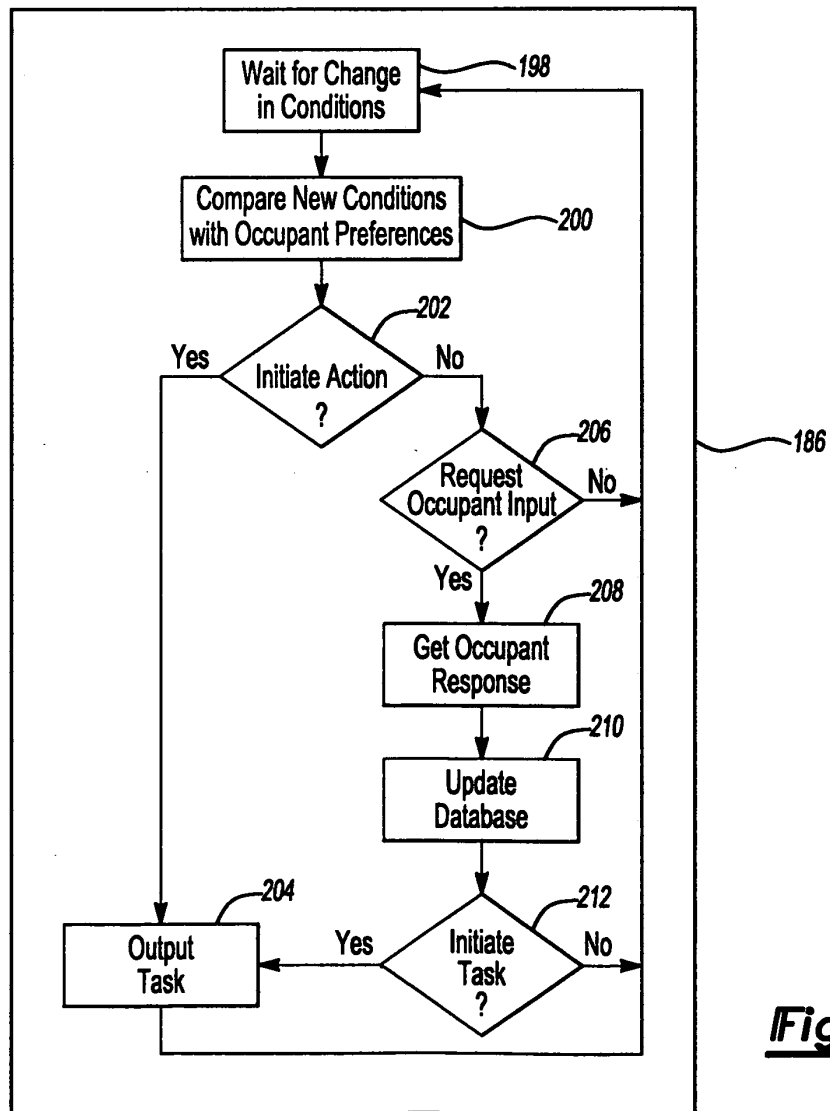 Wait for Change
in Conditions
198
Compare New Conditions
with Occupant Preferences
200
202
Yes
No
Initiate Action
?
206
186
Request
Occupant Input
?
No
Yes
208
Get Occupant
Response
210
Update
Database
204
212
Output
Task
Yes
Initiate
Task
?
No
Fig